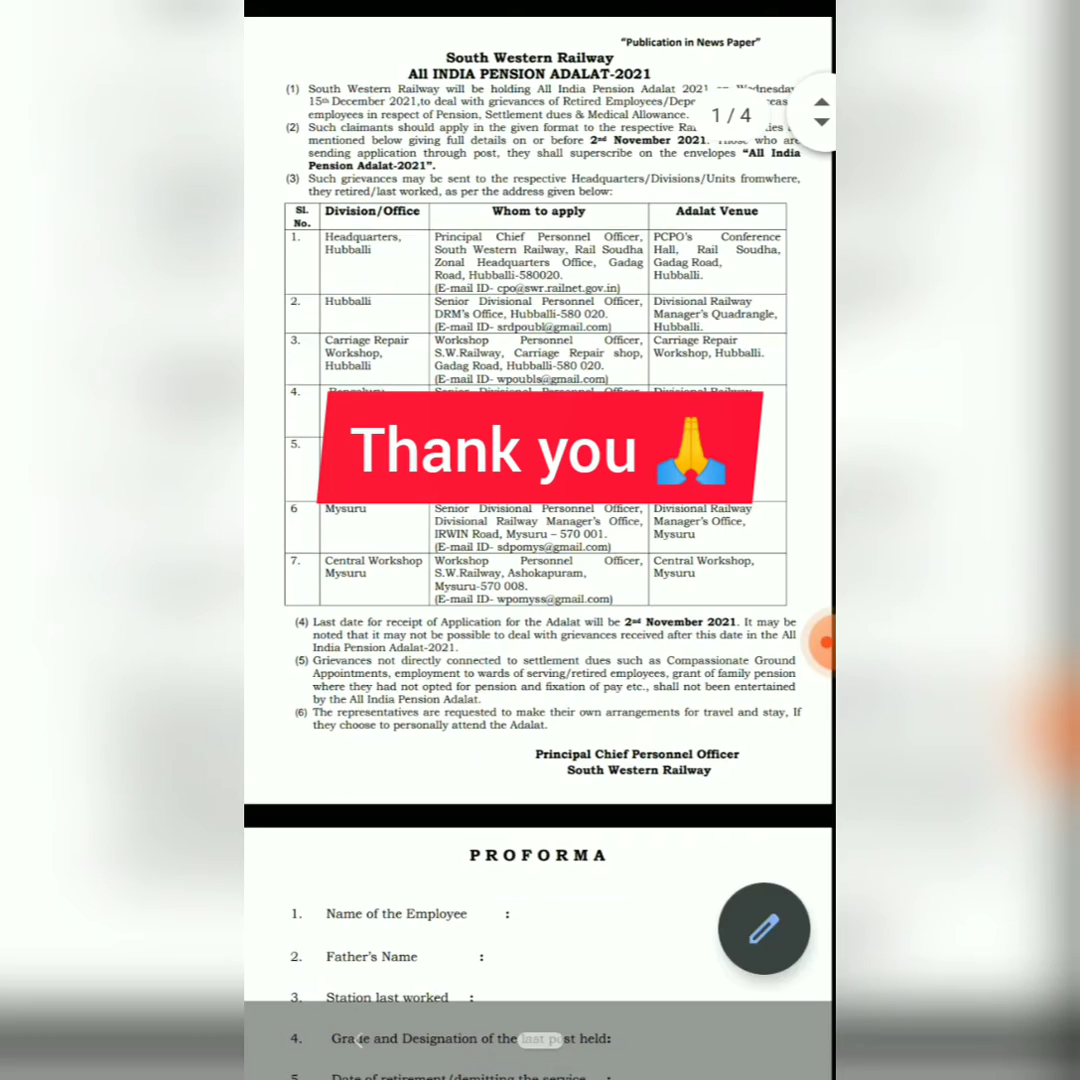 "Publication in News Paper"
South Western Railway
All INDIA PENSION ADALAT-2021
(1) South Western Railway will be holding All India Pension Adalat 2021
15th December 2021,to deal with grievances of Retired Employees/
employees in respect of Pension, Settlement dues & Medical Allowance.
1 / 4
(2) Such claimants should apply in the given format to the respective
mentioned below giving full details on or before 2nd November 2021. who are
sending application through post, they shall superscribe on the envelopes "All India
Pension Adalat-2021".
(3) Such grievances may be sent to the respective Headquarters/Divisions/Units fromwhere,
they retired/last worked, as per the address given below:
Sl. No. Division/Office Whom to apply Adalat Venue
1. Headquarters, Principal Chief Personnel Officer, PCPO's Conference
Hubballi South Western Railway, Rail Soudha Hall, Rail Soudha,
Zonal Headquarters Office, Gadag Gadag Road,
Road, Hubballi-580020. Hubballi.
(E-mail ID- cpo@swr.railnet.gov.in)
2. Hubballi Senior Divisional Personnel Officer, Divisional Railway
DRM's Office, Hubballi-580 020. Manager's Quadrangle,
(E-mail ID- srdpoubl@gmail.com) Hubballi.
3. Carriage Repair Workshop Personnel Officer, Carriage Repair
Workshop, S.W.Railway, Carriage Repair shop, Workshop, Hubballi.
Hubballi Gadag Road, Hubballi-580 020.
(E-mail ID- wpoubls@gmail.com)
4.
Thank you 🙏
5.
6 Mysuru Senior Divisional Personnel Officer, Divisional Railway
Divisional Railway Manager's Office, Manager's Office,
IRWIN Road, Mysuru – 570 001. Mysuru
(E-mail ID- sdpomys@gmail.com)
7. Central Workshop Workshop Personnel Officer, Central Workshop,
Mysuru S.W.Railway, Ashokapuram, Mysuru
Mysuru-570 008.
(E-mail ID- wpomyss@gmail.com)
(4) Last date for receipt of Application for the Adalat will be 2nd November 2021. It may be
noted that it may not be possible to deal with grievances received after this date in the All
India Pension Adalat-2021.
(5) Grievances not directly connected to settlement dues such as Compassionate Ground
Appointments, employment to wards of serving/retired employees, grant of family pension
where they had not opted for pension and fixation of pay etc., shall not been entertained
by the All India Pension Adalat.
(6) The representatives are requested to make their own arrangements for travel and stay, If
they choose to personally attend the Adalat.
Principal Chief Personnel Officer
South Western Railway
PROFORMA
1. Name of the Employee :
2. Father's Name :
3. Station last worked :
4. Grade and Designation of the last post held:
5. Date of retirement/demitting the service :